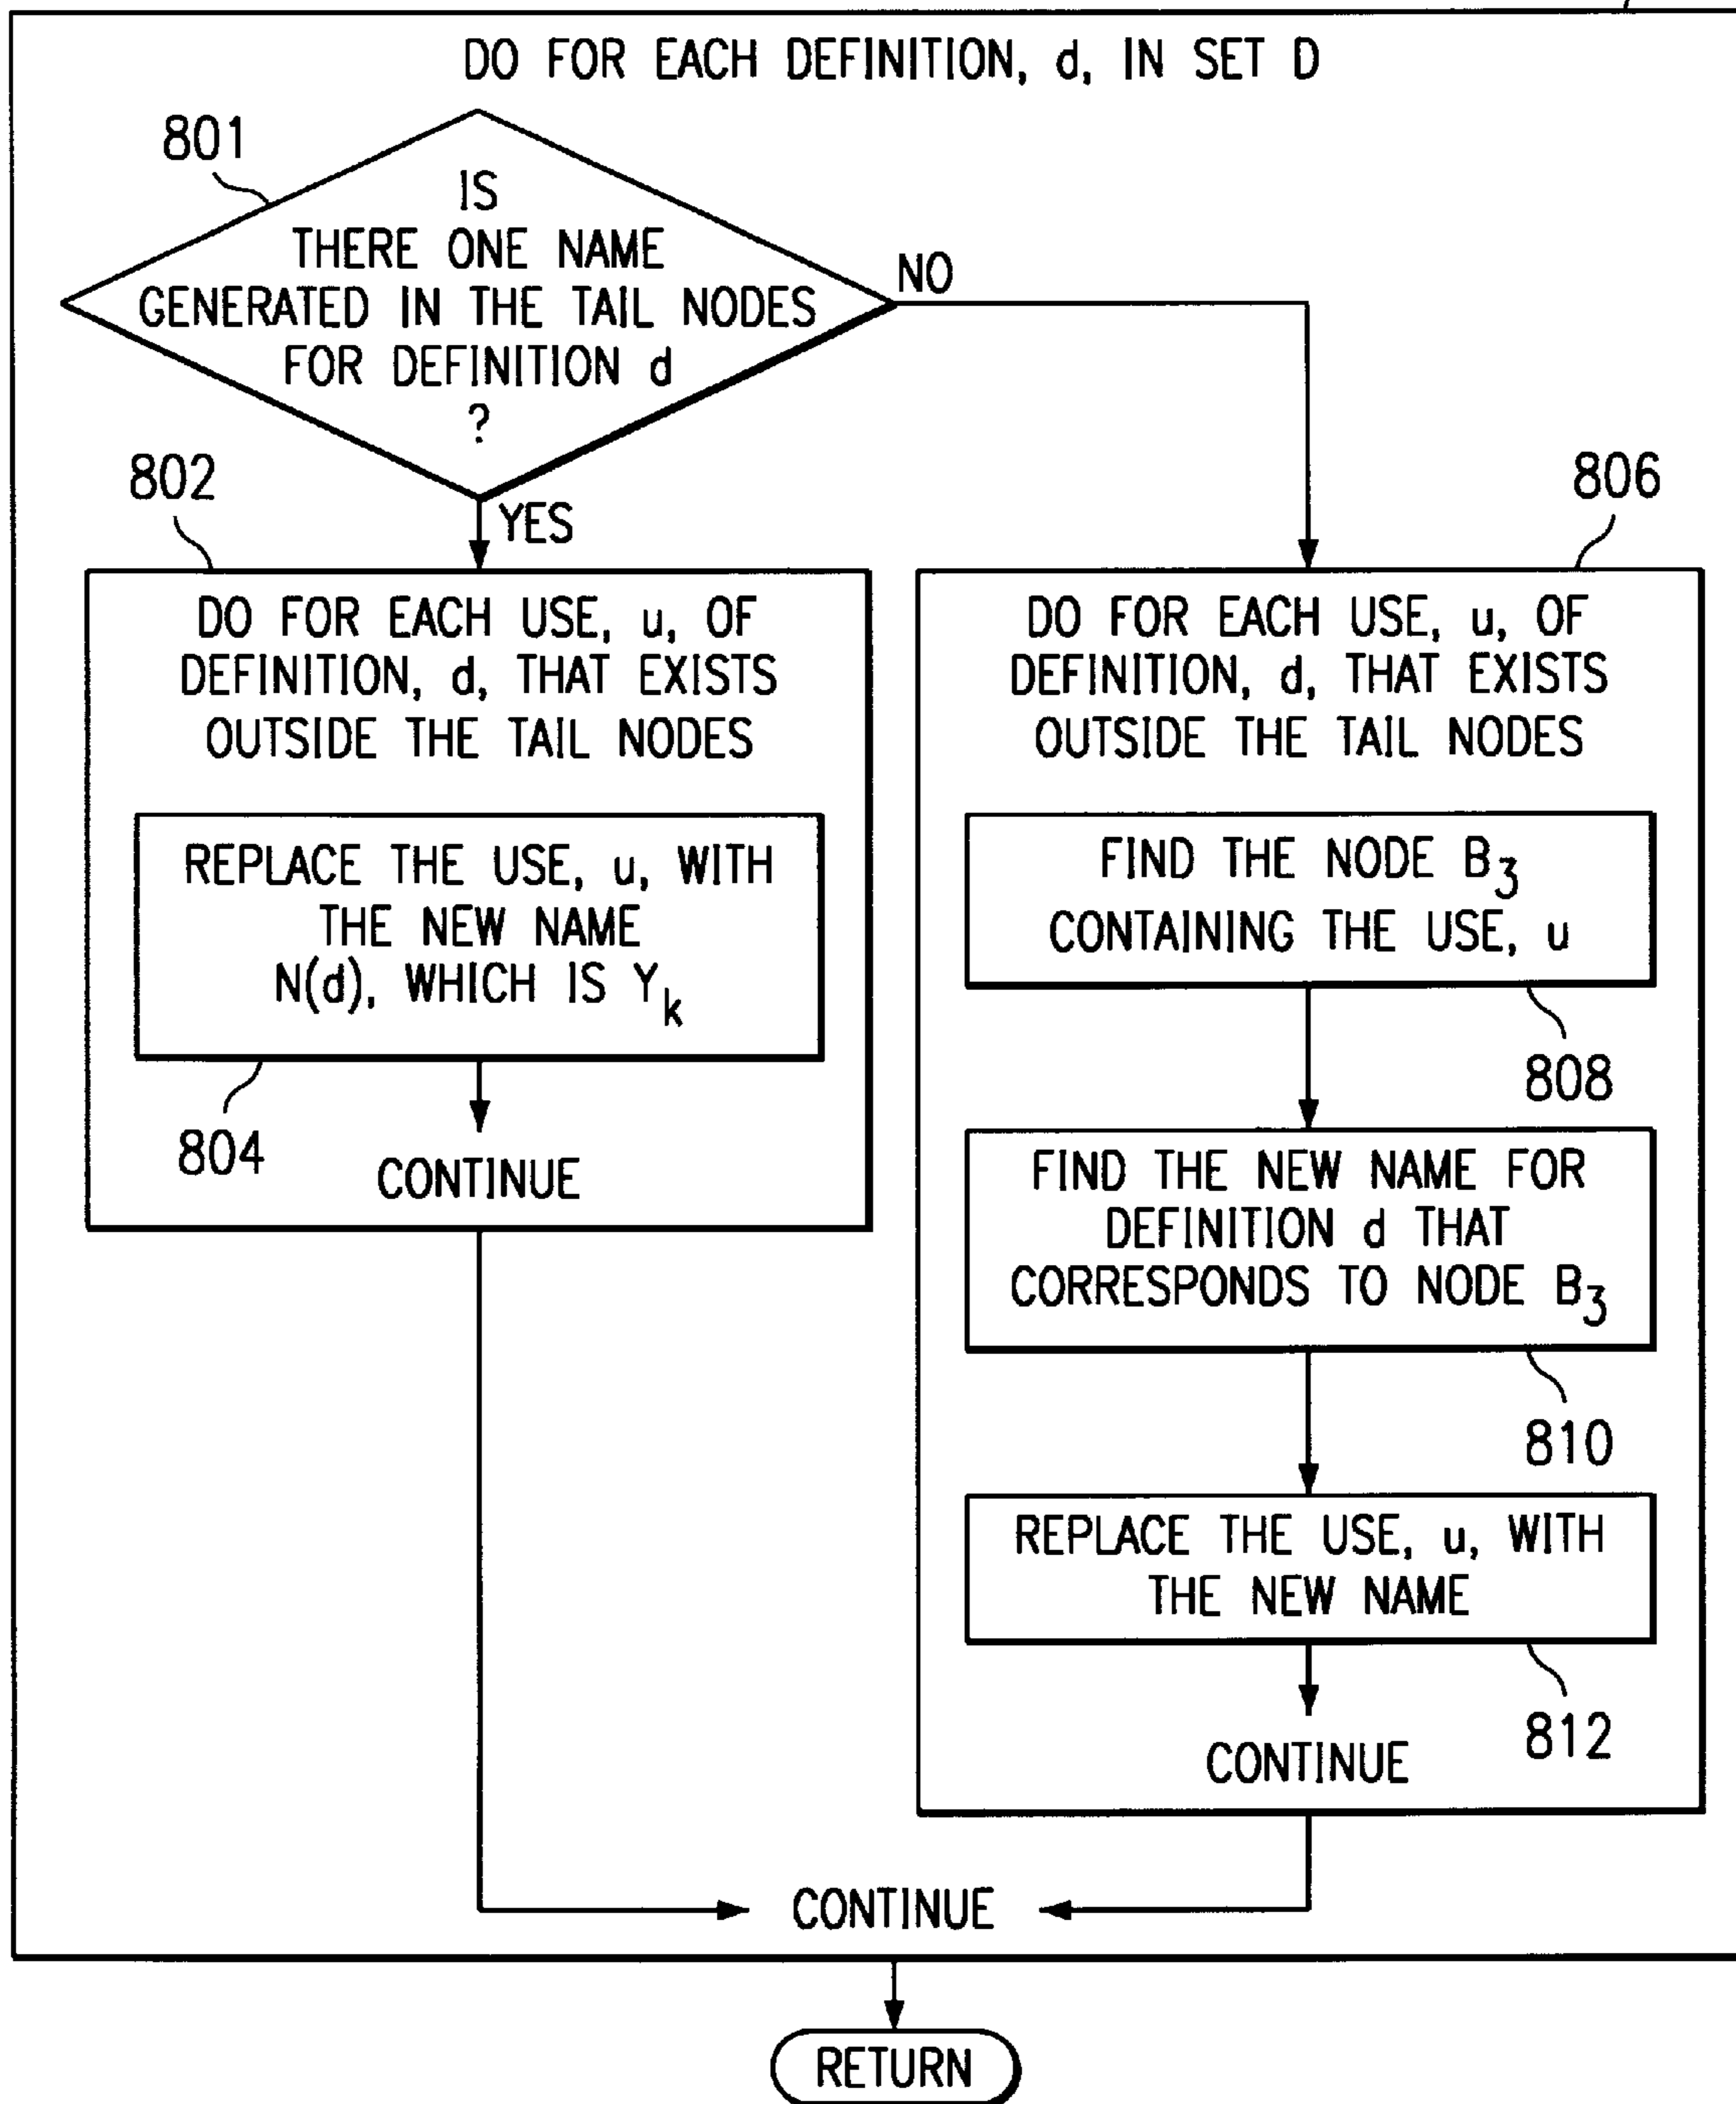 DO FOR EACH DEFINITION, d, IN SET D
801
IS
THERE ONE NAME
GENERATED IN THE TAIL NODES
FOR DEFINITION d
?
NO
YES
802
DO FOR EACH USE, u, OF
DEFINITION, d, THAT EXISTS
OUTSIDE THE TAIL NODES
REPLACE THE USE, u, WITH
THE NEW NAME
N(d), WHICH IS Yk
804
CONTINUE
806
DO FOR EACH USE, u, OF
DEFINITION, d, THAT EXISTS
OUTSIDE THE TAIL NODES
FIND THE NODE B3
CONTAINING THE USE, u
808
FIND THE NEW NAME FOR
DEFINITION d THAT
CORRESPONDS TO NODE B3
810
REPLACE THE USE, u, WITH
THE NEW NAME
812
CONTINUE
CONTINUE
RETURN